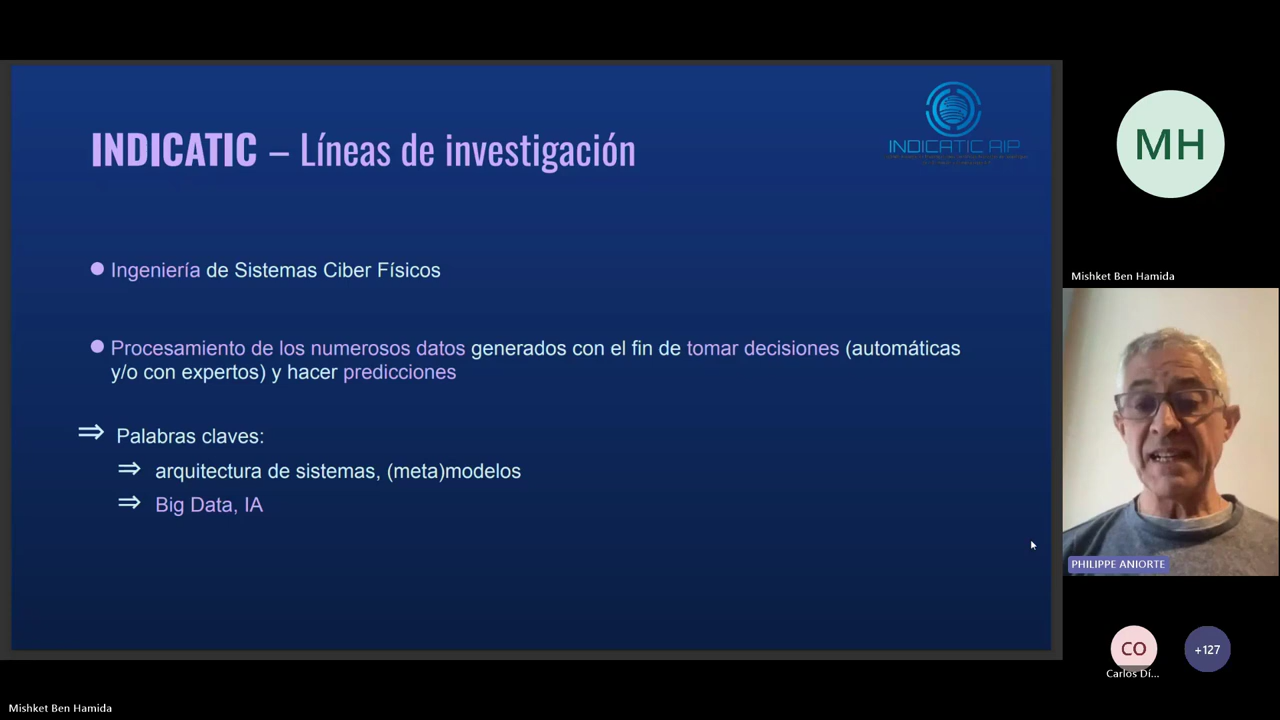 INDICATIC – Líneas de investigación
INDICATIC AIP
Ingeniería de Sistemas Ciber Físicos
Procesamiento de los numerosos datos generados con el fin de tomar decisiones (automáticas
y/o con expertos) y hacer predicciones
⇒ Palabras claves:
⇒ arquitectura de sistemas, (meta)modelos
⇒ Big Data, IA
MH
Mishket Ben Hamida
PHILIPPE ANIORTE
CO
+127
Carlos Dí...
Mishket Ben Hamida